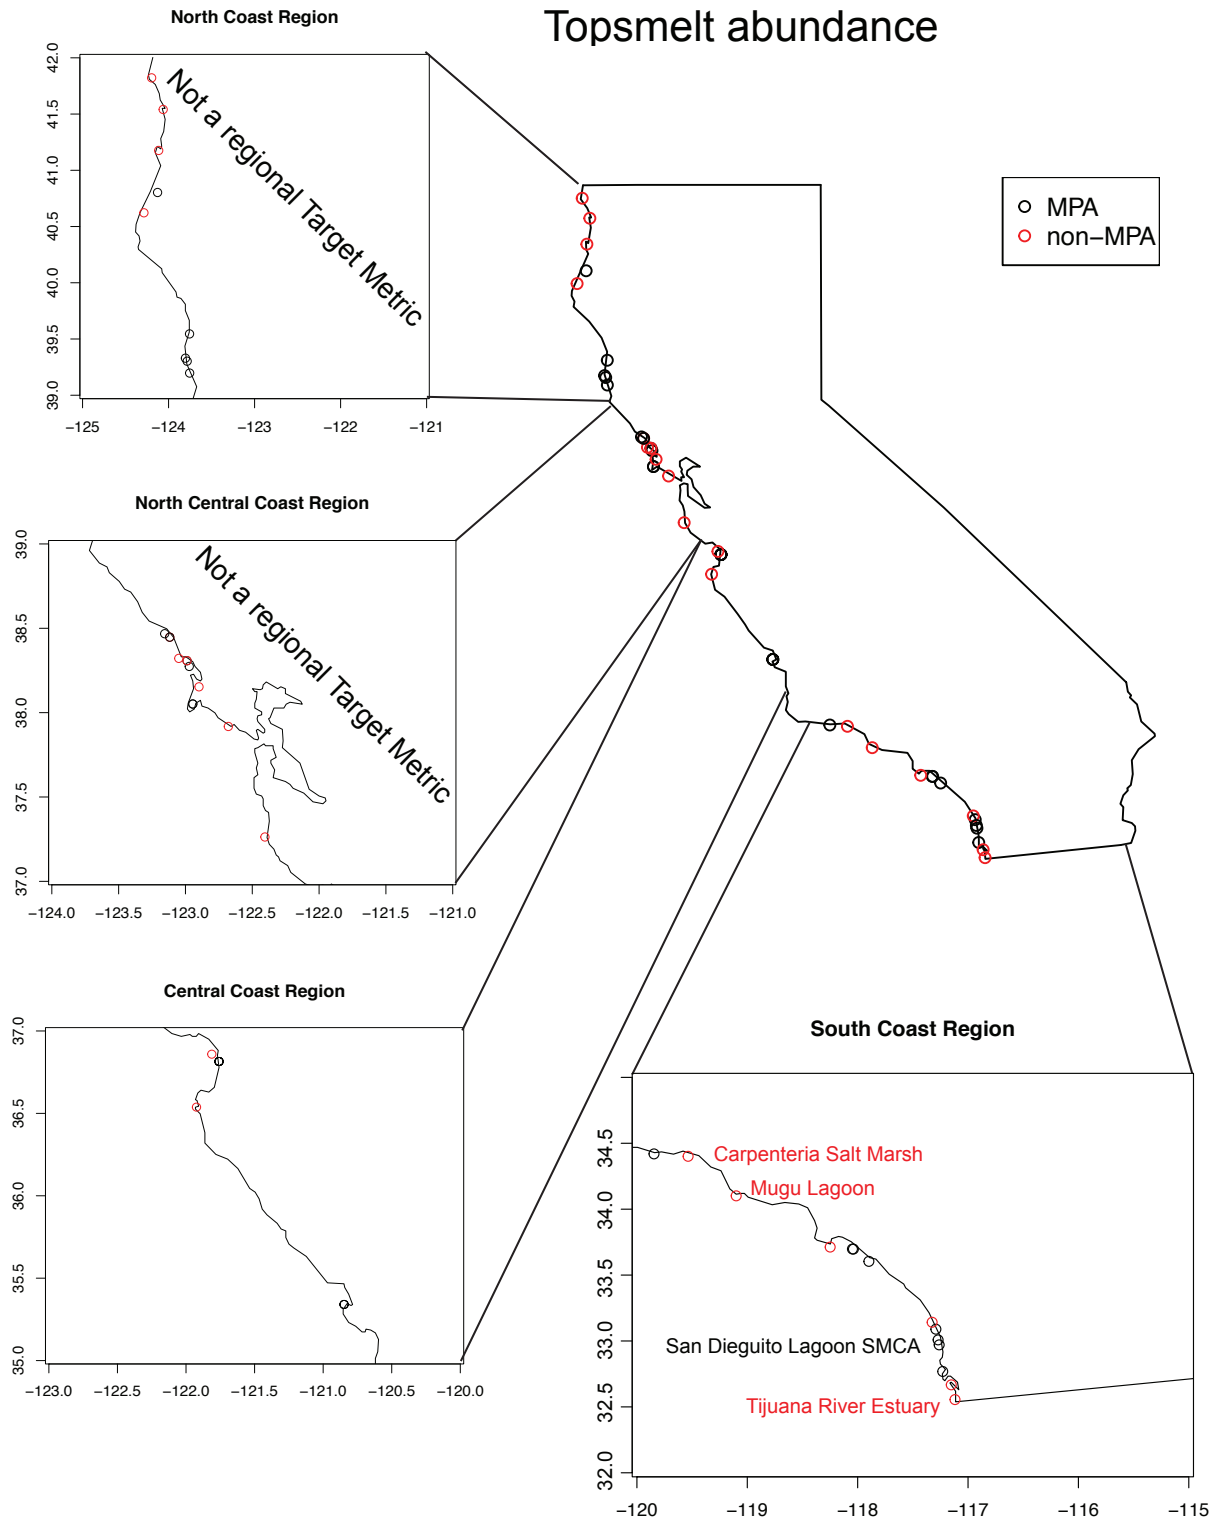 Topsmelt abundance
North Coast Region
42.0
41.5
41.0
40.5
40.0
39.5
39.0
−125 −124 −123 −122 −121
Not a regional Target Metric
MPA
non−MPA
North Central Coast Region
39.0
38.5
38.0
37.5
37.0
−124.0 −123.5 −123.0 −122.5 −122.0 −121.5 −121.0
Not a regional Target Metric
Central Coast Region
37.0
36.5
36.0
35.5
35.0
−123.0 −122.5 −122.0 −121.5 −121.0 −120.5 −120.0
South Coast Region
34.5
34.0
33.5
33.0
32.5
32.0
−120 −119 −118 −117 −116 −115
Carpenteria Salt Marsh
Mugu Lagoon
San Dieguito Lagoon SMCA
Tijuana River Estuary